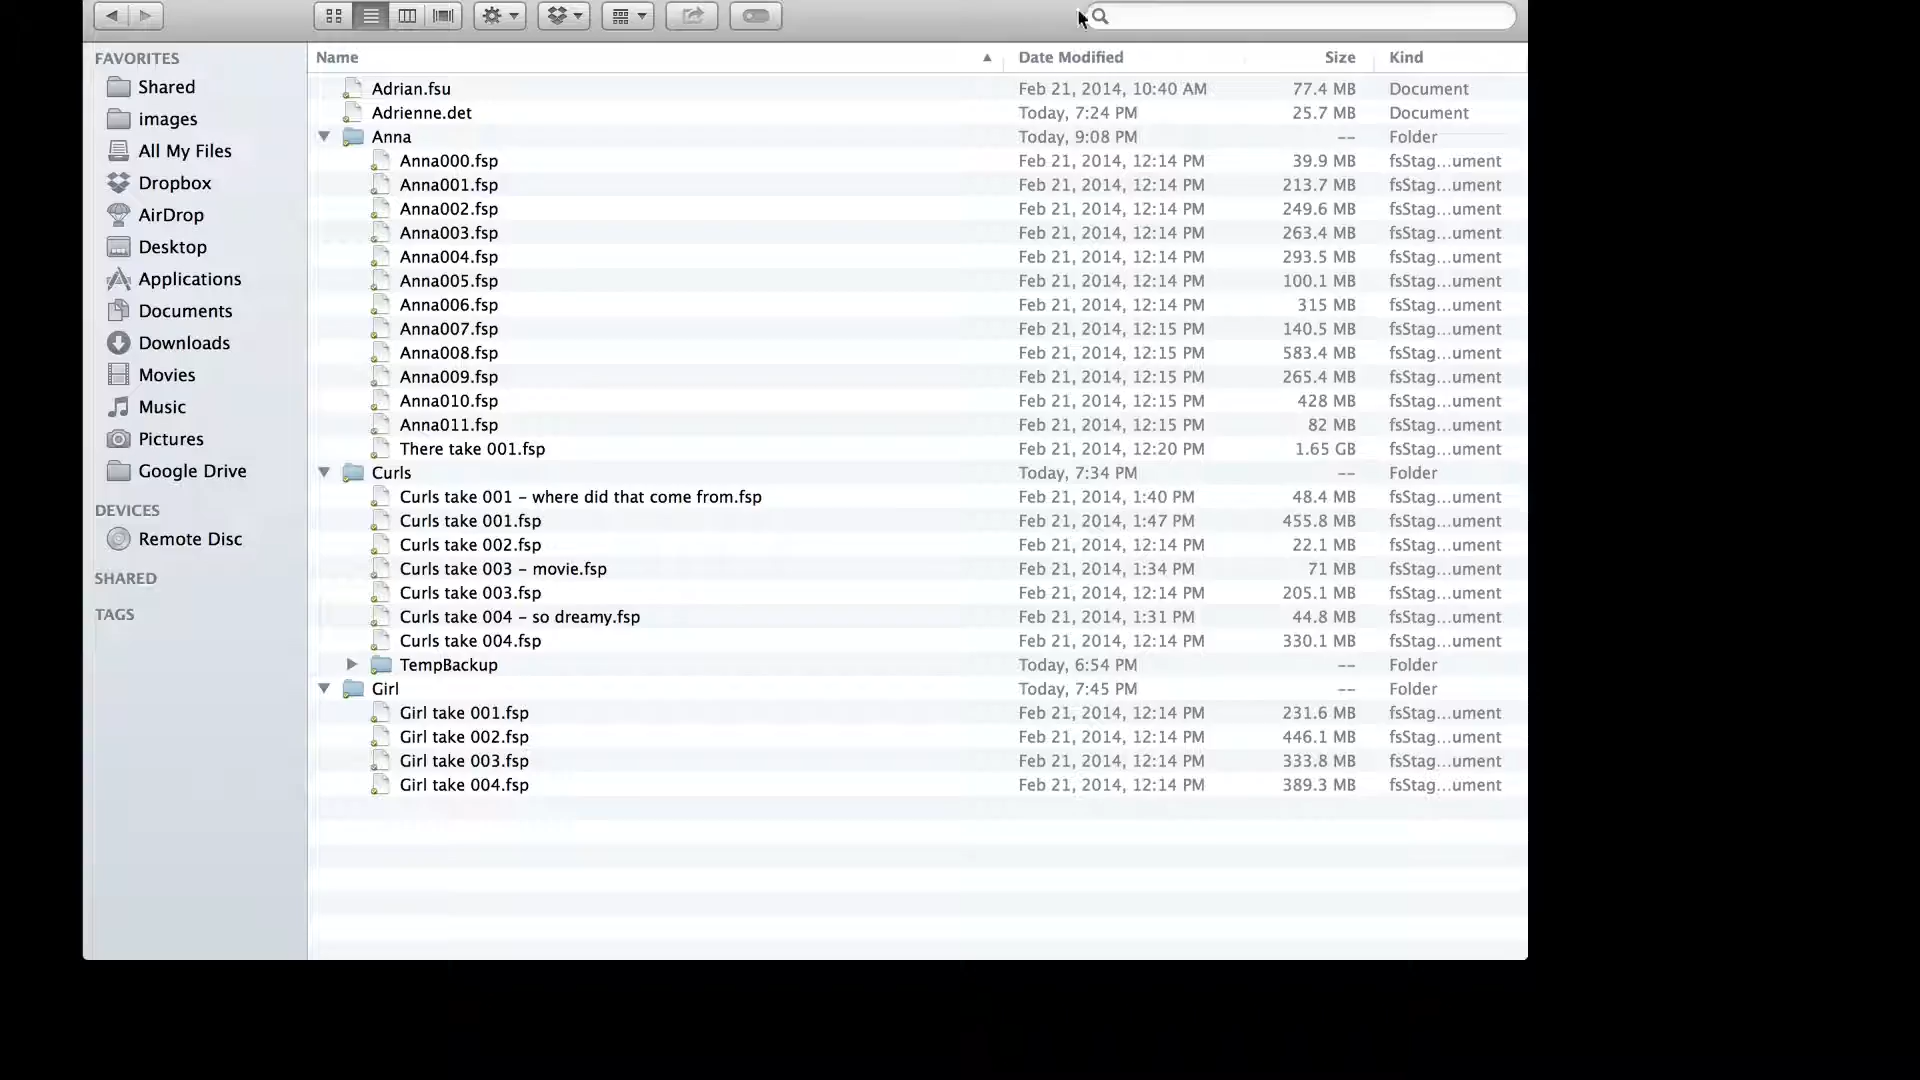 FAVORITES
Shared
images
All My Files
Dropbox
AirDrop
Desktop
Applications
Documents
Downloads
Movies
Music
Pictures
Google Drive
DEVICES
Remote Disc
SHARED
TAGS
Name Date Modified Size Kind
Adrian.fsu Feb 21, 2014, 10:40 AM 77.4 MB Document
Adrienne.det Today, 7:24 PM 25.7 MB Document
Anna Today, 9:08 PM -- Folder
Anna000.fsp Feb 21, 2014, 12:14 PM 39.9 MB fsStag...ument
Anna001.fsp Feb 21, 2014, 12:14 PM 213.7 MB fsStag...ument
Anna002.fsp Feb 21, 2014, 12:14 PM 249.6 MB fsStag...ument
Anna003.fsp Feb 21, 2014, 12:14 PM 263.4 MB fsStag...ument
Anna004.fsp Feb 21, 2014, 12:14 PM 293.5 MB fsStag...ument
Anna005.fsp Feb 21, 2014, 12:14 PM 100.1 MB fsStag...ument
Anna006.fsp Feb 21, 2014, 12:14 PM 315 MB fsStag...ument
Anna007.fsp Feb 21, 2014, 12:15 PM 140.5 MB fsStag...ument
Anna008.fsp Feb 21, 2014, 12:15 PM 583.4 MB fsStag...ument
Anna009.fsp Feb 21, 2014, 12:15 PM 265.4 MB fsStag...ument
Anna010.fsp Feb 21, 2014, 12:15 PM 428 MB fsStag...ument
Anna011.fsp Feb 21, 2014, 12:15 PM 82 MB fsStag...ument
There take 001.fsp Feb 21, 2014, 12:20 PM 1.65 GB fsStag...ument
Curls Today, 7:34 PM -- Folder
Curls take 001 – where did that come from.fsp Feb 21, 2014, 1:40 PM 48.4 MB fsStag...ument
Curls take 001.fsp Feb 21, 2014, 1:47 PM 455.8 MB fsStag...ument
Curls take 002.fsp Feb 21, 2014, 12:14 PM 22.1 MB fsStag...ument
Curls take 003 – movie.fsp Feb 21, 2014, 1:34 PM 71 MB fsStag...ument
Curls take 003.fsp Feb 21, 2014, 12:14 PM 205.1 MB fsStag...ument
Curls take 004 – so dreamy.fsp Feb 21, 2014, 1:31 PM 44.8 MB fsStag...ument
Curls take 004.fsp Feb 21, 2014, 12:14 PM 330.1 MB fsStag...ument
TempBackup Today, 6:54 PM -- Folder
Girl Today, 7:45 PM -- Folder
Girl take 001.fsp Feb 21, 2014, 12:14 PM 231.6 MB fsStag...ument
Girl take 002.fsp Feb 21, 2014, 12:14 PM 446.1 MB fsStag...ument
Girl take 003.fsp Feb 21, 2014, 12:14 PM 333.8 MB fsStag...ument
Girl take 004.fsp Feb 21, 2014, 12:14 PM 389.3 MB fsStag...ument